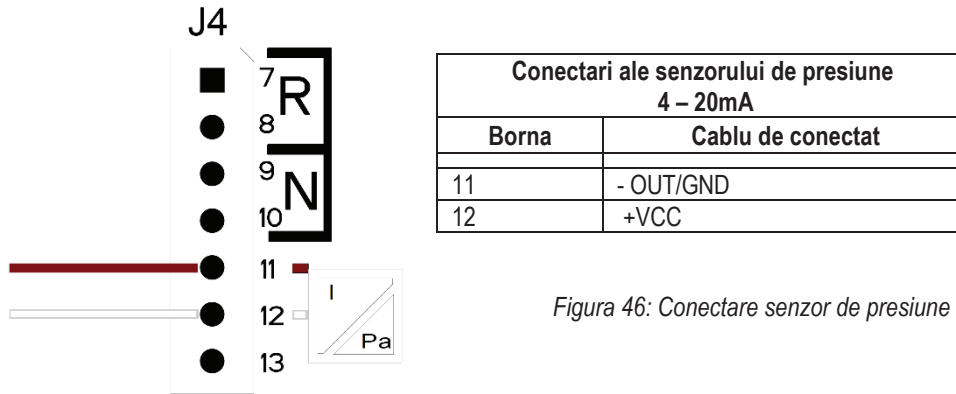 J4
7
R
8
9
N
10
11
I
12
Pa
13
Conectari ale senzorului de presiune
4 – 20mA
Borna Cablu de conectat
11 - OUT/GND
12 +VCC
Figura 46: Conectare senzor de presiune